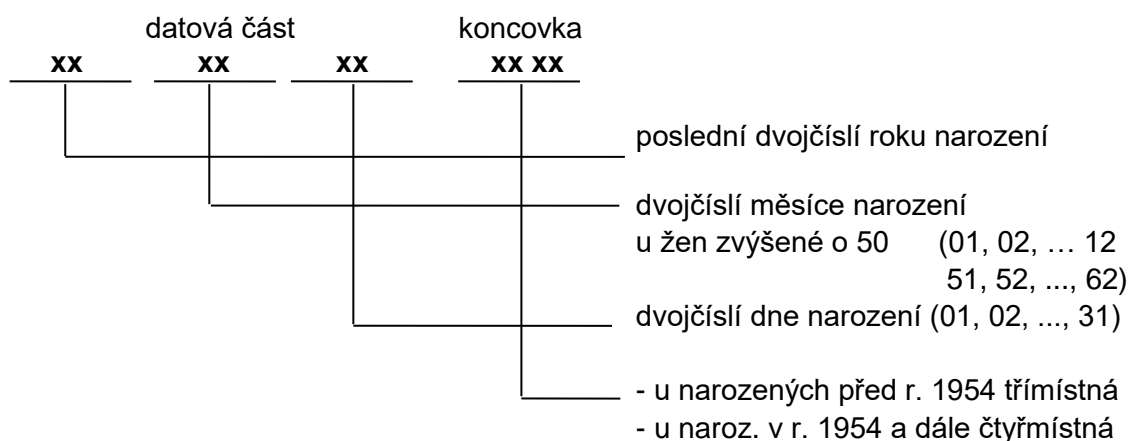 datová část koncovka
xx xx xx xx xx
poslední dvojčíslí roku narození
dvojčíslí měsíce narození
u žen zvýšené o 50 (01, 02, … 12
51, 52, ..., 62)
dvojčíslí dne narození (01, 02, ..., 31)
- u narozených před r. 1954 třímístná
- u naroz. v r. 1954 a dále čtyřmístná